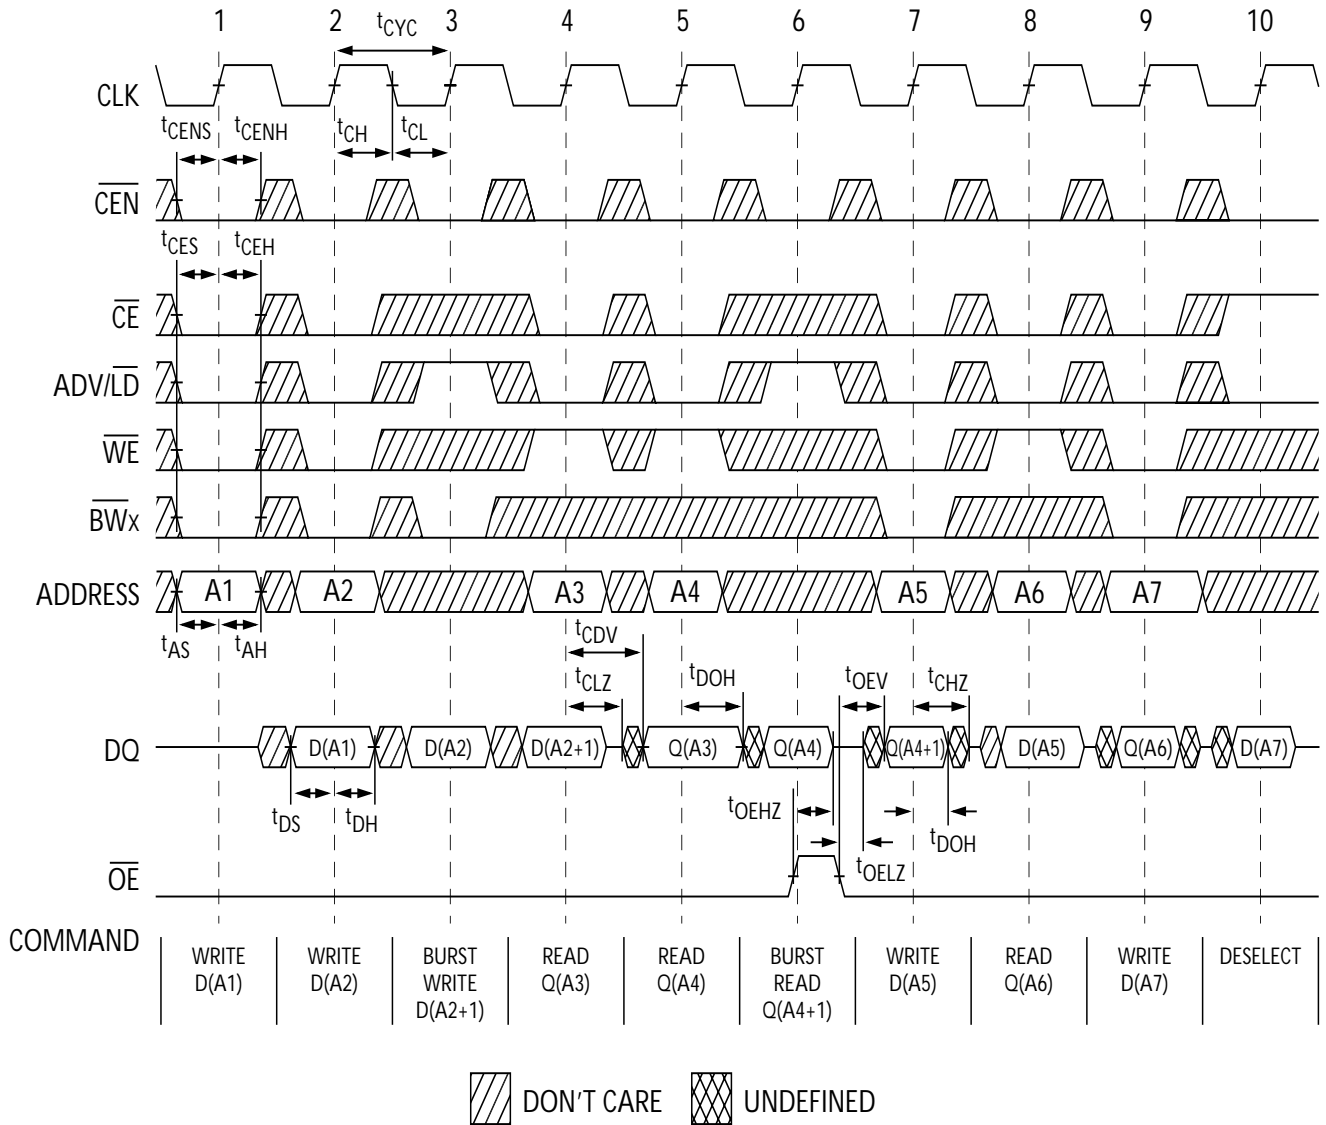 1 2 3 4 5 6 7 8 9 10
tCYC
CLK
tCENS tCENH tCH tCL
CEN
tCES tCEH
CE
ADV/LD
WE
BWx
ADDRESS A1 A2 A3 A4 A5 A6 A7
tAS tAH
tCDV
tCLZ tDOH tOEV tCHZ
DQ D(A1) D(A2) D(A2+1) Q(A3) Q(A4) Q(A4+1) D(A5) Q(A6) D(A7)
tDS tDH tOEHZ tDOH
tOELZ
OE
COMMAND
WRITE WRITE BURST READ READ BURST WRITE READ WRITE DESELECT
D(A1) D(A2) WRITE Q(A3) Q(A4) READ D(A5) Q(A6) D(A7)
D(A2+1) Q(A4+1)
DON'T CARE UNDEFINED